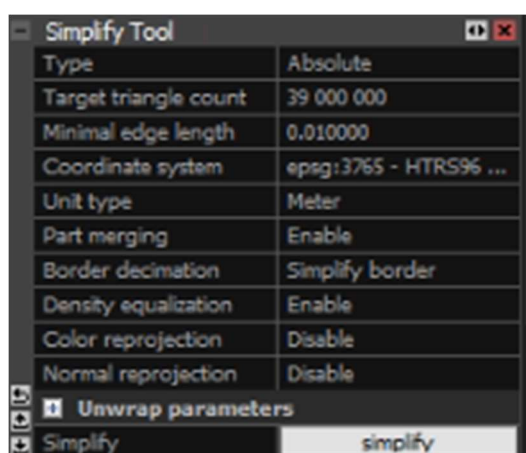 Simplify Tool
Type Absolute
Target triangle count 39 000 000
Minimal edge length 0.010000
Coordinate system epsg:3765 - HTRS96 ...
Unit type Meter
Part merging Enable
Border decimation Simplify border
Density equalization Enable
Color reprojection Disable
Normal reprojection Disable
Unwrap parameters
Simplify simplify